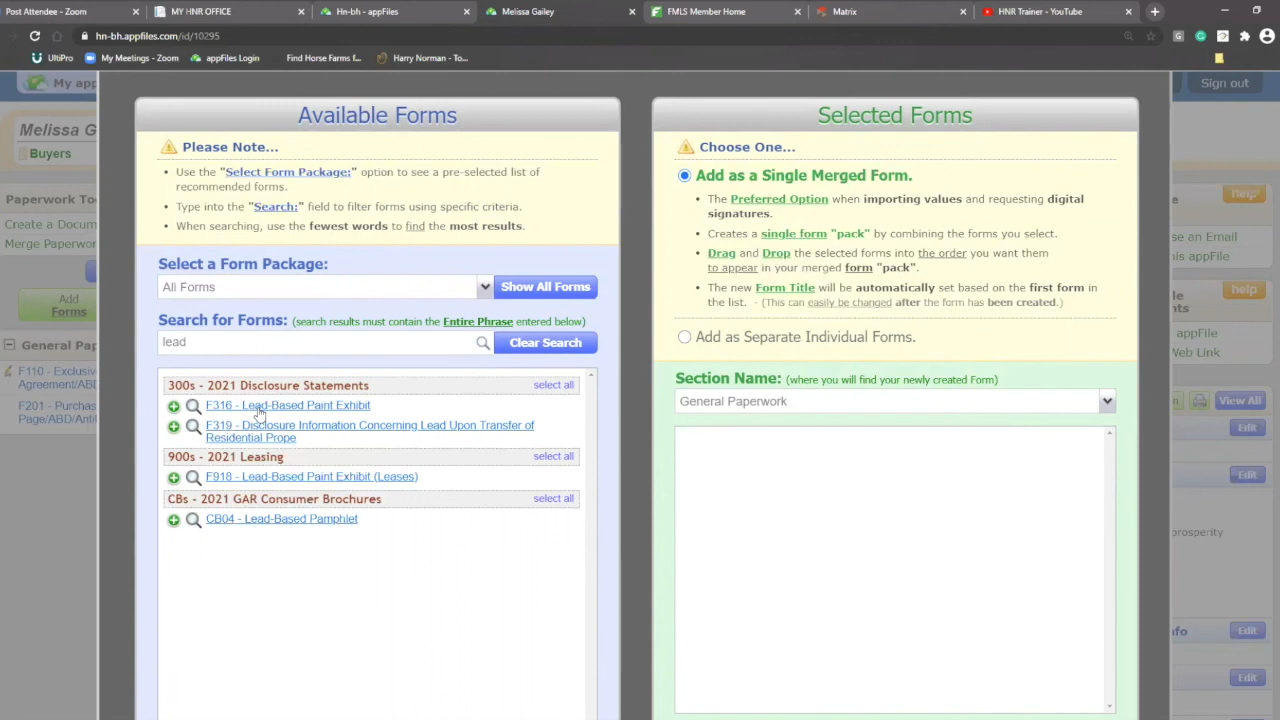 Post Attendee - Zoom
MY HNR OFFICE
Hn-bh - appFiles
Melissa Gailey
FMLS Member - Dashboard
Matrix
HNR Trainer - YouTube
hn-bh.appfiles.com/id/10295
UltiPro
My Meetings - Zoom
appfiles Login
Find Horse Farms f...
Harry Norman - To...
My app
Sign out
Melissa Ga
Buyers
Paperwork To
Create a Docum
Merge Paperwo
Add
Forms
General Pap
F110 - Exclusiv
Agreement/ABD
F201 - Purchas
Page/ABD/Ant/
Available Forms
Please Note...
• Use the "Select Form Package:" option to see a pre-selected list of
recommended forms.
• Type into the "Search:" field to filter forms using specific criteria.
• When searching, use the fewest words to find the most results.
Select a Form Package:
All Forms
Show All Forms
Search for Forms: (search results must contain the Entire Phrase entered below)
lead
Clear Search
300s - 2021 Disclosure Statements
select all
F316 - Lead-Based Paint Exhibit
F319 - Disclosure Information Concerning Lead Upon Transfer of
Residential Prope
900s - 2021 Leasing
select all
F918 - Lead-Based Paint Exhibit (Leases)
CBs - 2021 GAR Consumer Brochures
select all
CB04 - Lead-Based Pamphlet
Selected Forms
Choose One...
Add as a Single Merged Form.
• The Preferred Option when importing values and requesting digital
signatures.
• Creates a single form "pack" by combining the forms you select.
• Drag and Drop the selected forms into the order you want them
to appear in your merged form "pack".
• The new Form Title will be automatically set based on the first form in
the list. - (This can easily be changed after the form has been created.)
Add as Separate Individual Forms.
Section Name: (where you will find your newly created Form)
General Paperwork
help
se an Email
his appFile
help
nts
appFile
Web Link
View All
Edit
Edit
prosperity
nfo
Edit
Edit